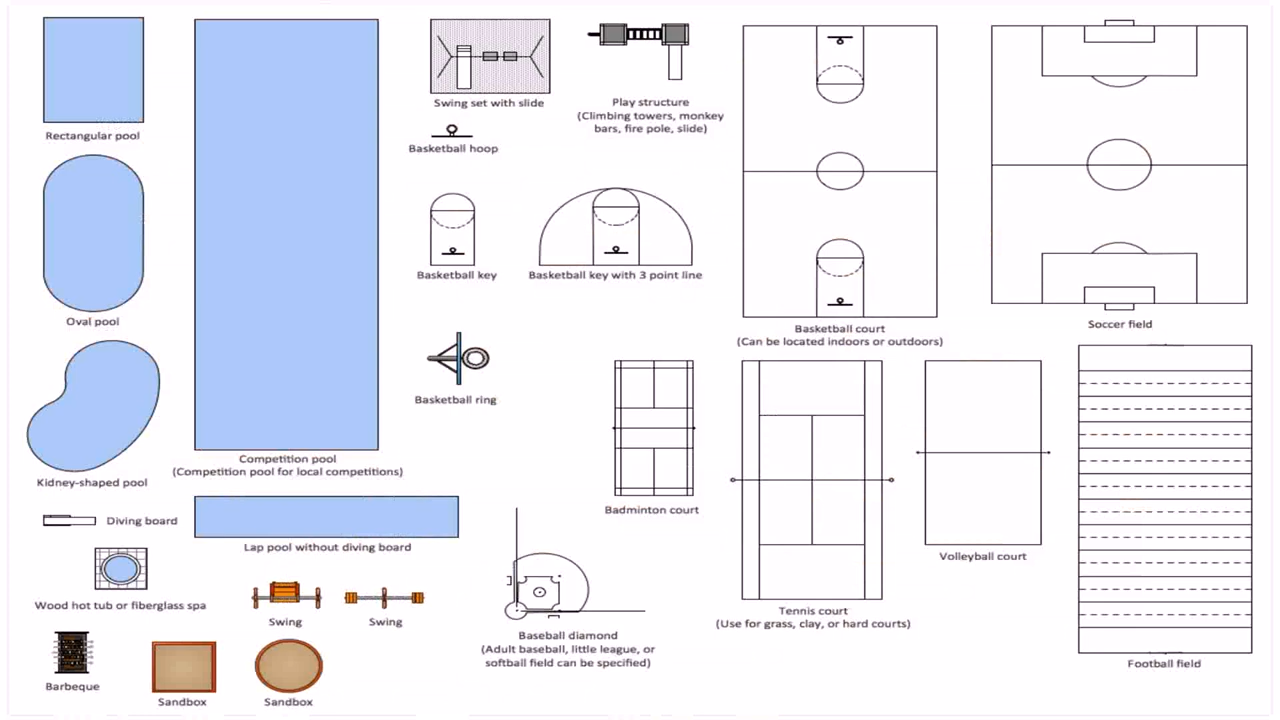 Rectangular pool
Oval pool
Kidney-shaped pool
Diving board
Wood hot tub or fiberglass spa
Barbeque
Competition pool
(Competition pool for local competitions)
Lap pool without diving board
Swing
Swing
Sandbox
Sandbox
Swing set with slide
Play structure
(Climbing towers, monkey
bars, fire pole, slide)
Basketball hoop
Basketball key
Basketball key with 3 point line
Basketball ring
Badminton court
Baseball diamond
(Adult baseball, little league, or
softball field can be specified)
Basketball court
(Can be located indoors or outdoors)
Soccer field
Tennis court
(Use for grass, clay, or hard courts)
Volleyball court
Football field